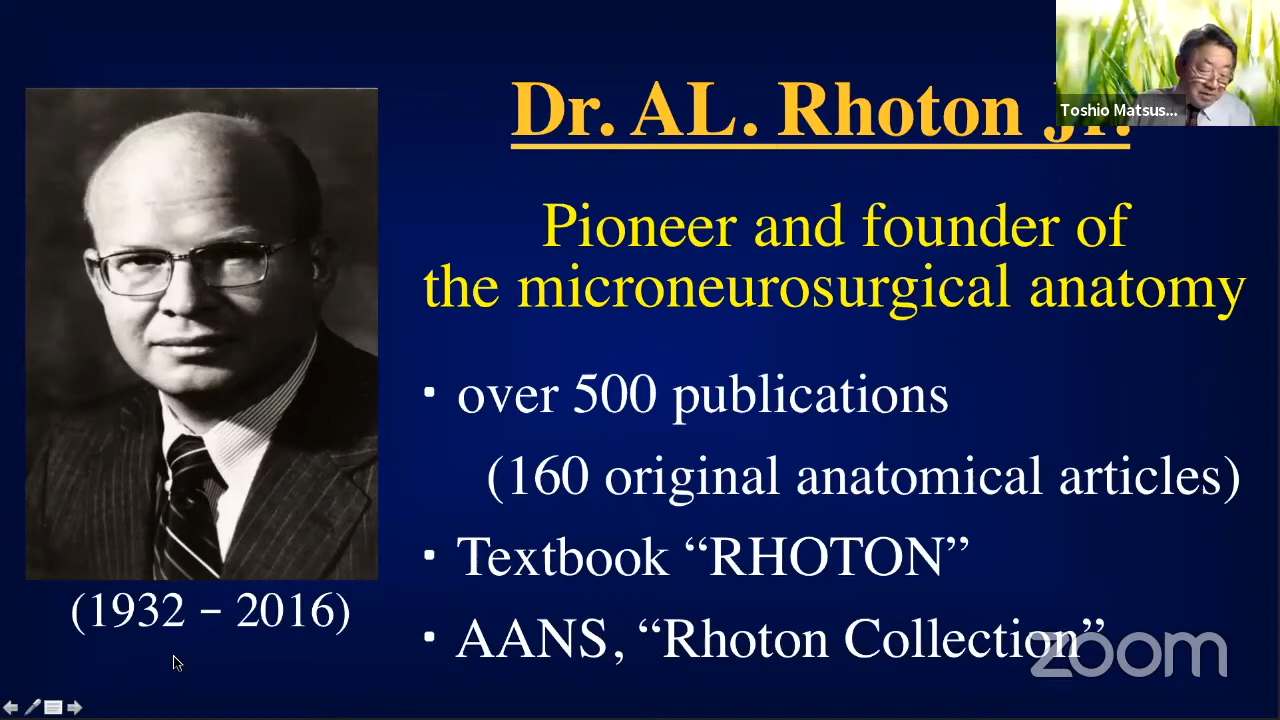 Dr. AL. Rhoton Jr.
Toshio Matsus...
Pioneer and founder of
the microneurosurgical anatomy
・over 500 publications
(160 original anatomical articles)
・Textbook “RHOTON”
・AANS, “Rhoton Collection”
(1932 – 2016)
zoom